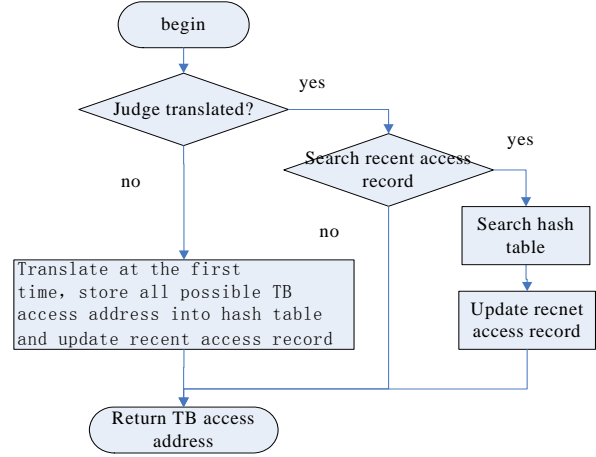 begin
yes
Judge translated?
yes
Search recent access
record
no
no
Search hash
table
Translate at the first
time, store all possible TB
access address into hash table
and update recent access record
Update recnet
access record
Return TB access
address